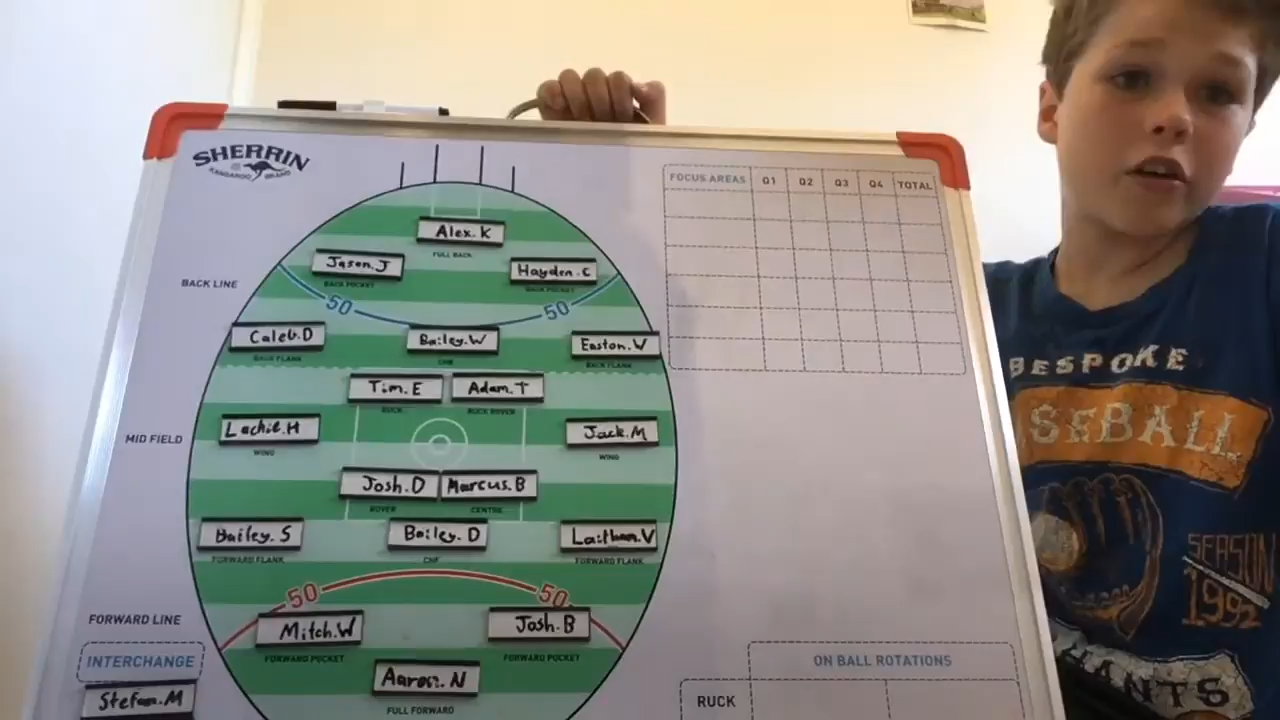 SHERRIN
KANGAROO BRAND
FOCUS AREAS Q1 Q2 Q3 Q4 TOTAL
Alex.K
FULL BACK
Jason.J
Hayden.C
BACK POCKET
BACK POCKET
BACK LINE
50 50
Caleb.D
Bailey.W
Easton.W
BACK FLANK
CHB
BACK FLANK
Tim.E
Adam.T
RUCK
RUCK ROVER
Lachie.H
Jack.M
MID FIELD
WING
WING
Josh.D
Marcus.B
ROVER
CENTRE
Bailey.S
Bailey.D
FORWARD FLANK
CHF
FORWARD FLANK
50 50
FORWARD LINE
Mitch.W
Josh.B
FORWARD POCKET
FORWARD POCKET
INTERCHANGE
Aaron.N
FULL FORWARD
Stefan.M
ON BALL ROTATIONS
RUCK
BESPOKE
BASEBALL
SEASON
1992